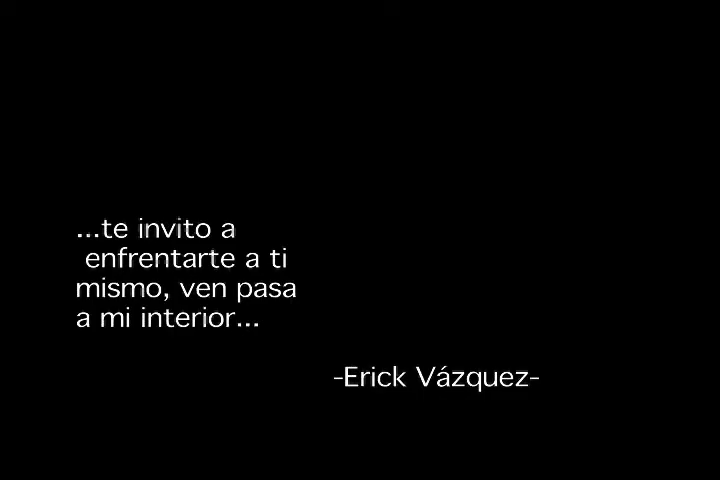 ...te invito a
enfrentarte a ti
mismo, ven pasa
a mi interior...
-Erick Vázquez-